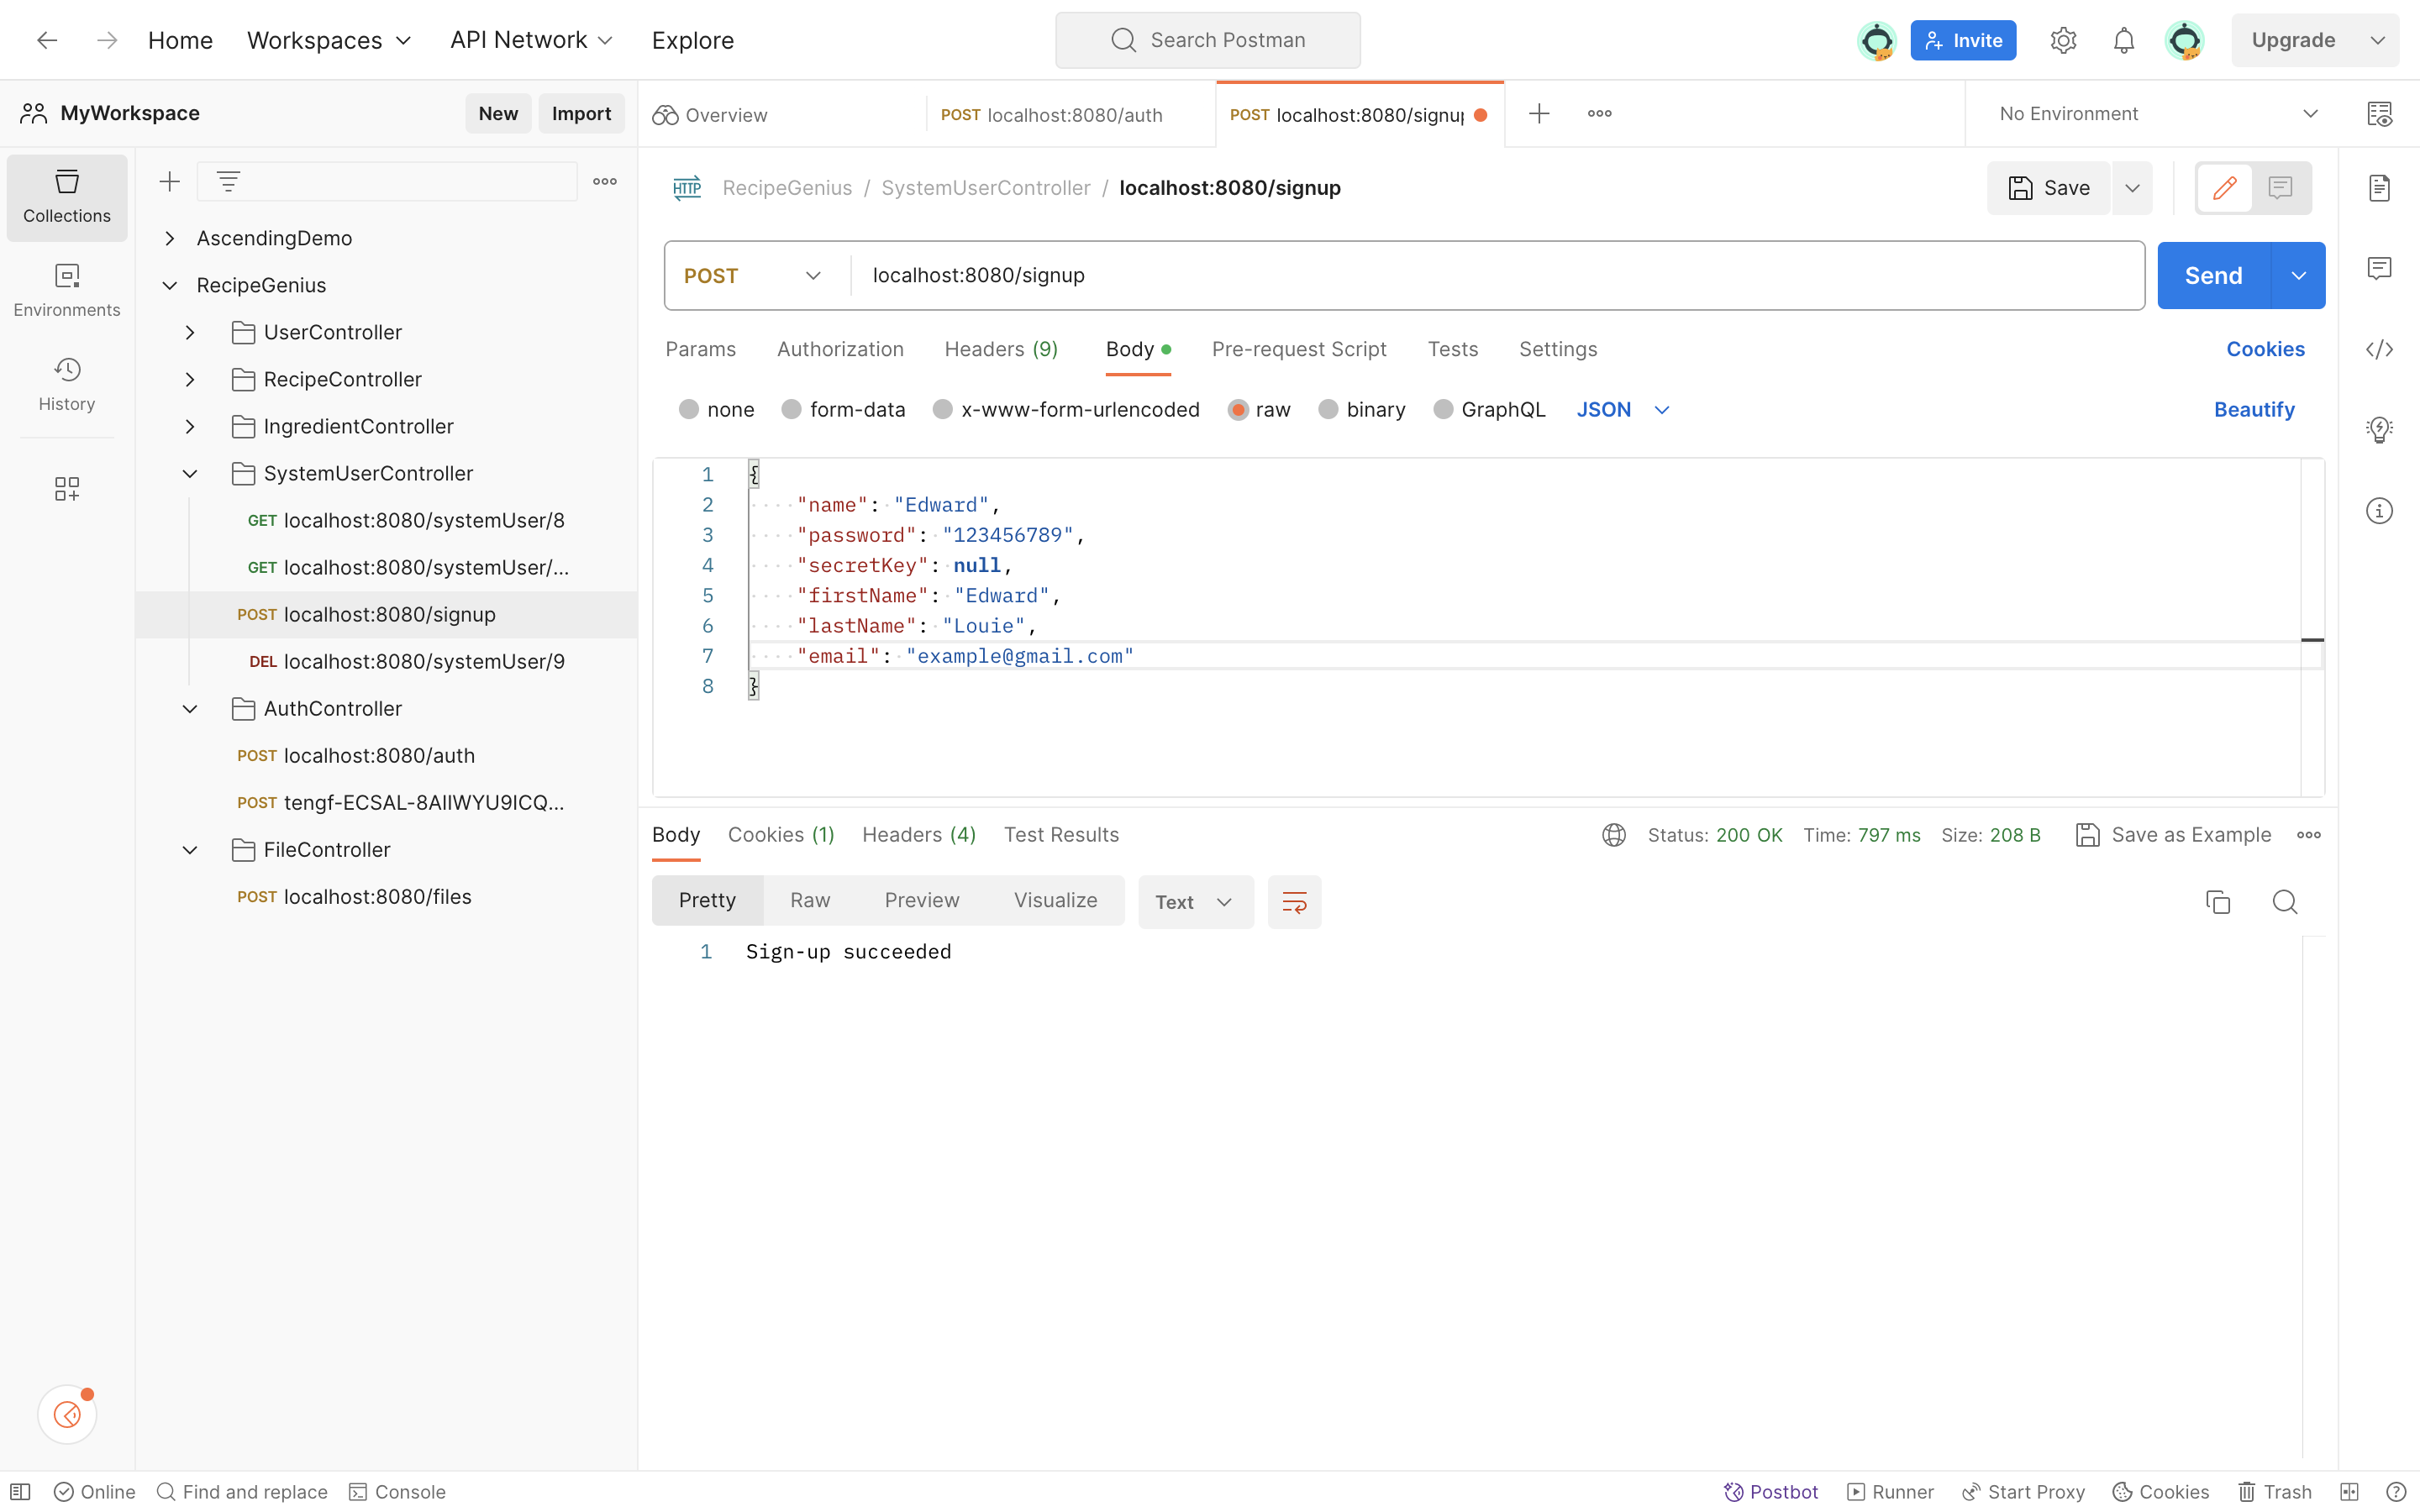 Home Workspaces API Network Explore Search Postman Invite Upgrade
MyWorkspace New Import Overview POST localhost:8080/auth POST localhost:8080/signup No Environment
Collections
Environments
History
AscendingDemo
RecipeGenius
UserController
RecipeController
IngredientController
SystemUserController
GET localhost:8080/systemUser/8
GET localhost:8080/systemUser/...
POST localhost:8080/signup
DEL localhost:8080/systemUser/9
AuthController
POST localhost:8080/auth
POST tengf-ECSAL-8AIIWYU9ICQ...
FileController
POST localhost:8080/files
HTTP RecipeGenius / SystemUserController / localhost:8080/signup Save
POST localhost:8080/signup Send
Params Authorization Headers (9) Body Pre-request Script Tests Settings Cookies
none form-data x-www-form-urlencoded raw binary GraphQL JSON Beautify
1 {
2 "name": "Edward",
3 "password": "123456789",
4 "secretKey": null,
5 "firstName": "Edward",
6 "lastName": "Louie",
7 "email": "example@gmail.com"
8 }
Body Cookies (1) Headers (4) Test Results Status: 200 OK Time: 797 ms Size: 208 B Save as Example
Pretty Raw Preview Visualize Text
1 Sign-up succeeded
Online Find and replace Console Postbot Runner Start Proxy Cookies Trash